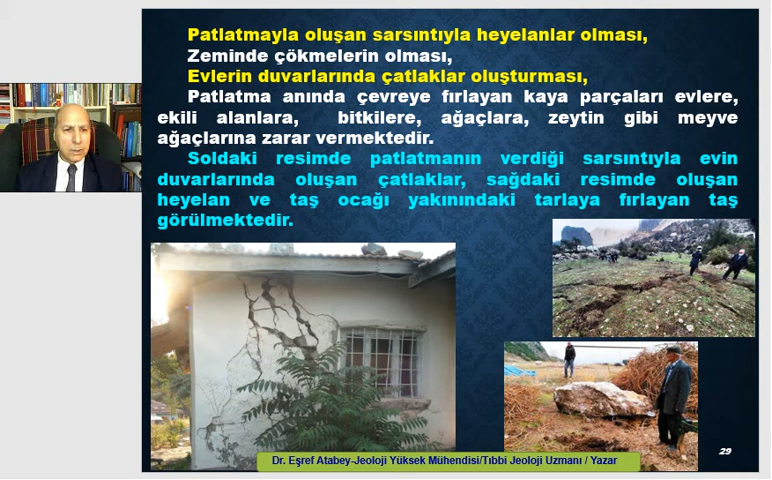 Patlatmayla oluşan sarsıntıyla heyelanlar olması,
Zeminde çökmelerin olması,
Evlerin duvarlarında çatlaklar oluşturması,
Patlatma anında çevreye fırlayan kaya parçaları evlere,
ekili alanlara, bitkilere, ağaçlara, zeytin gibi meyve
ağaçlarına zarar vermektedir.
Soldaki resimde patlatmanın verdiği sarsıntıyla evin
duvarlarında oluşan çatlaklar, sağdaki resimde oluşan
heyelan ve taş ocağı yakınındaki tarlaya fırlayan taş
görülmektedir.
Dr. Eşref Atabey-Jeoloji Yüksek Mühendisi/Tıbbi Jeoloji Uzmanı / Yazar
29